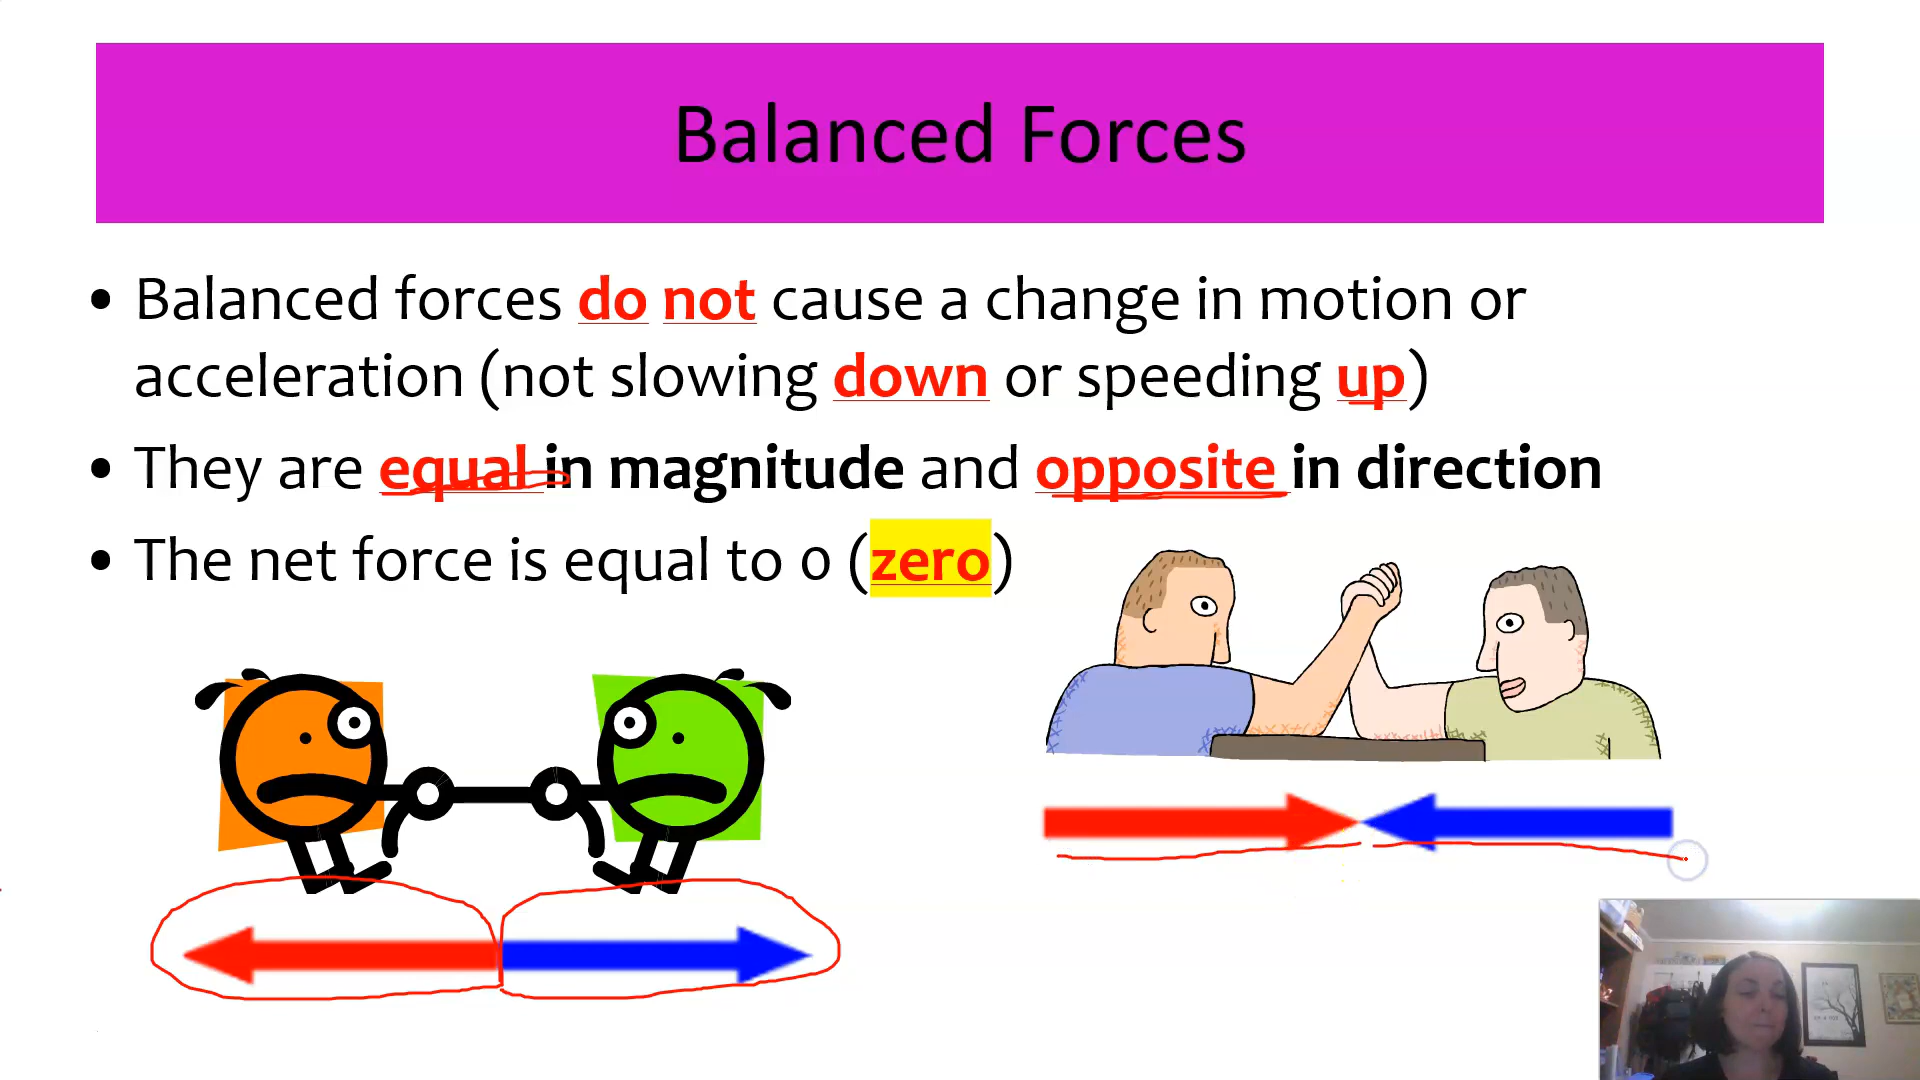 Balanced Forces
• Balanced forces do not cause a change in motion or
acceleration (not slowing down or speeding up)
• They are equal in magnitude and opposite in direction
• The net force is equal to 0 (zero)